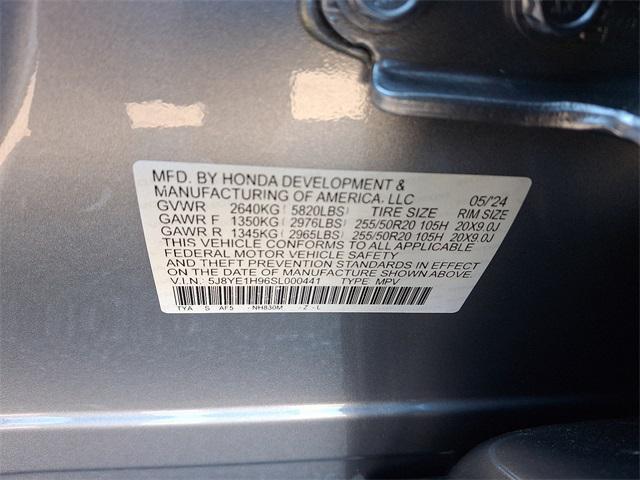 MFD. BY HONDA DEVELOPMENT &
MANUFACTURING OF AMERICA, LLC 05/'24
GVWR 2640KG (5820LBS) TIRE SIZE RIM SIZE
GAWR F 1350KG (2976LBS) 255/50R20 105H 20X9.0J
GAWR R 1345KG (2965LBS) 255/50R20 105H 20X9.0J
THIS VEHICLE CONFORMS TO ALL APPLICABLE
FEDERAL MOTOR VEHICLE SAFETY
AND THEFT PREVENTION STANDARDS IN EFFECT
ON THE DATE OF MANUFACTURE SHOWN ABOVE.
V.I.N.: 5J8YE1H96SL000441 TYPE: MPV
TYA S AF5 -NH830M -Z -L